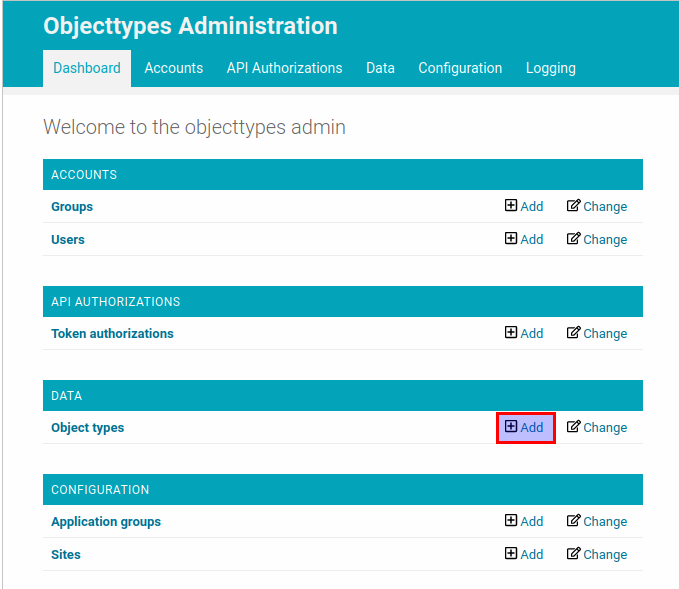 Objecttypes Administration
Dashboard Accounts API Authorizations Data Configuration Logging
Welcome to the objecttypes admin
ACCOUNTS
Groups Add Change
Users Add Change
API AUTHORIZATIONS
Token authorizations Add Change
DATA
Object types Add Change
CONFIGURATION
Application groups Add Change
Sites Add Change